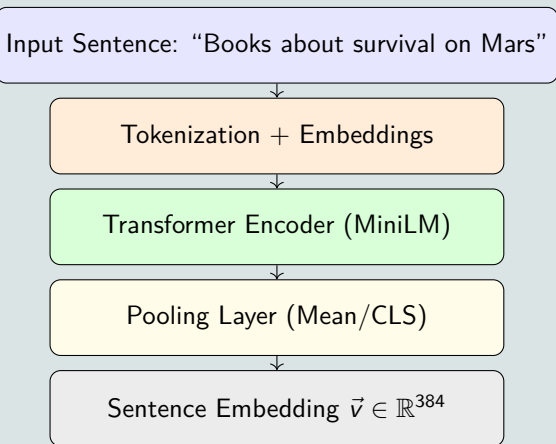 Input Sentence: “Books about survival on Mars”
Tokenization + Embeddings
Transformer Encoder (MiniLM)
Pooling Layer (Mean/CLS)
Sentence Embedding v⃗ ∈ ℝ³⁸⁴